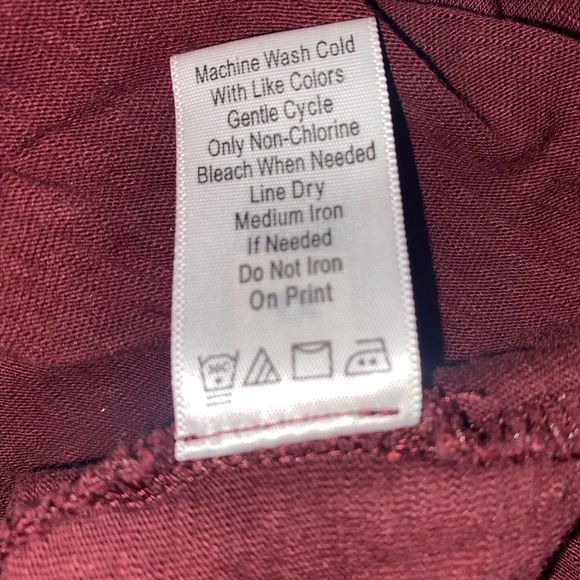 Machine Wash Cold
With Like Colors
Gentle Cycle
Only Non-Chlorine
Bleach When Needed
Line Dry
Medium Iron
If Needed
Do Not Iron
On Print